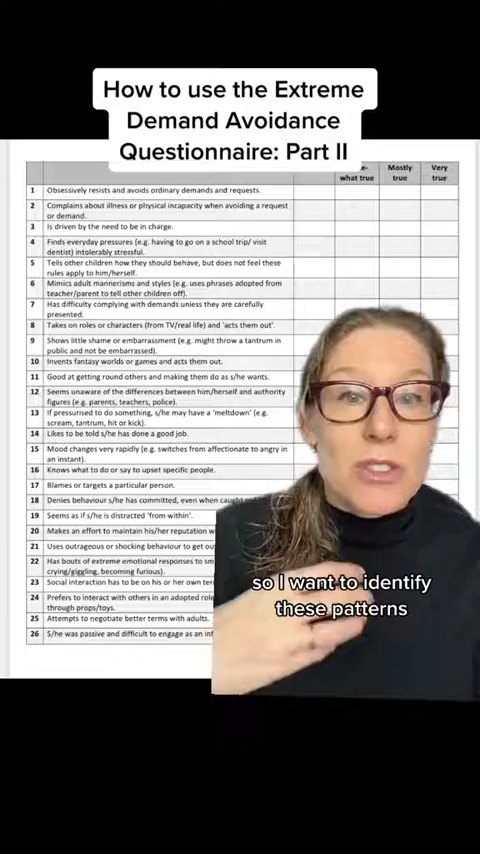 How to use the Extreme
Demand Avoidance
Questionnaire: Part II
what true
Mostly
true
Very
true
1 Obsessively resists and avoids ordinary demands and requests.
2 Complains about illness or physical incapacity when avoiding a request
or demand.
3 Is driven by the need to be in charge.
4 Finds everyday pressures (e.g. having to go on a school trip/ visit
dentist) intolerably stressful.
5 Tells other children how they should behave, but does not feel these
rules apply to him/herself.
6 Mimics adult mannerisms and styles (e.g. uses phrases adopted from
teacher/parent to tell other children off).
7 Has difficulty complying with demands unless they are carefully
presented.
8 Takes on roles or characters (from TV/real life) and 'acts them out'.
9 Shows little shame or embarrassment (e.g. might throw a tantrum in
public and not be embarrassed).
10 Invents fantasy worlds or games and acts them out.
11 Good at getting round others and making them do as s/he wants.
12 Seems unaware of the differences between him/herself and authority
figures (e.g. parents, teachers, police).
13 If pressurised to do something, s/he may have a 'meltdown' (e.g.
scream, tantrum, hit or kick).
14 Likes to be told s/he has done a good job.
15 Mood changes very rapidly (e.g. switches from affectionate to angry in
an instant).
16 Knows what to do or say to upset specific people.
17 Blames or targets a particular person.
18 Denies behaviour s/he has committed, even when caught
19 Seems as if s/he is distracted 'from within'.
20 Makes an effort to maintain his/her reputation
21 Uses outrageous or shocking behaviour to get
22 Has bouts of extreme emotional responses to
crying/giggling, becoming furious).
23 Social interaction has to be on his or her own
24 Prefers to interact with others in an adopted
through props/toys.
25 Attempts to negotiate better terms with adults.
26 S/he was passive and difficult to engage as an
so I want to identify
these patterns